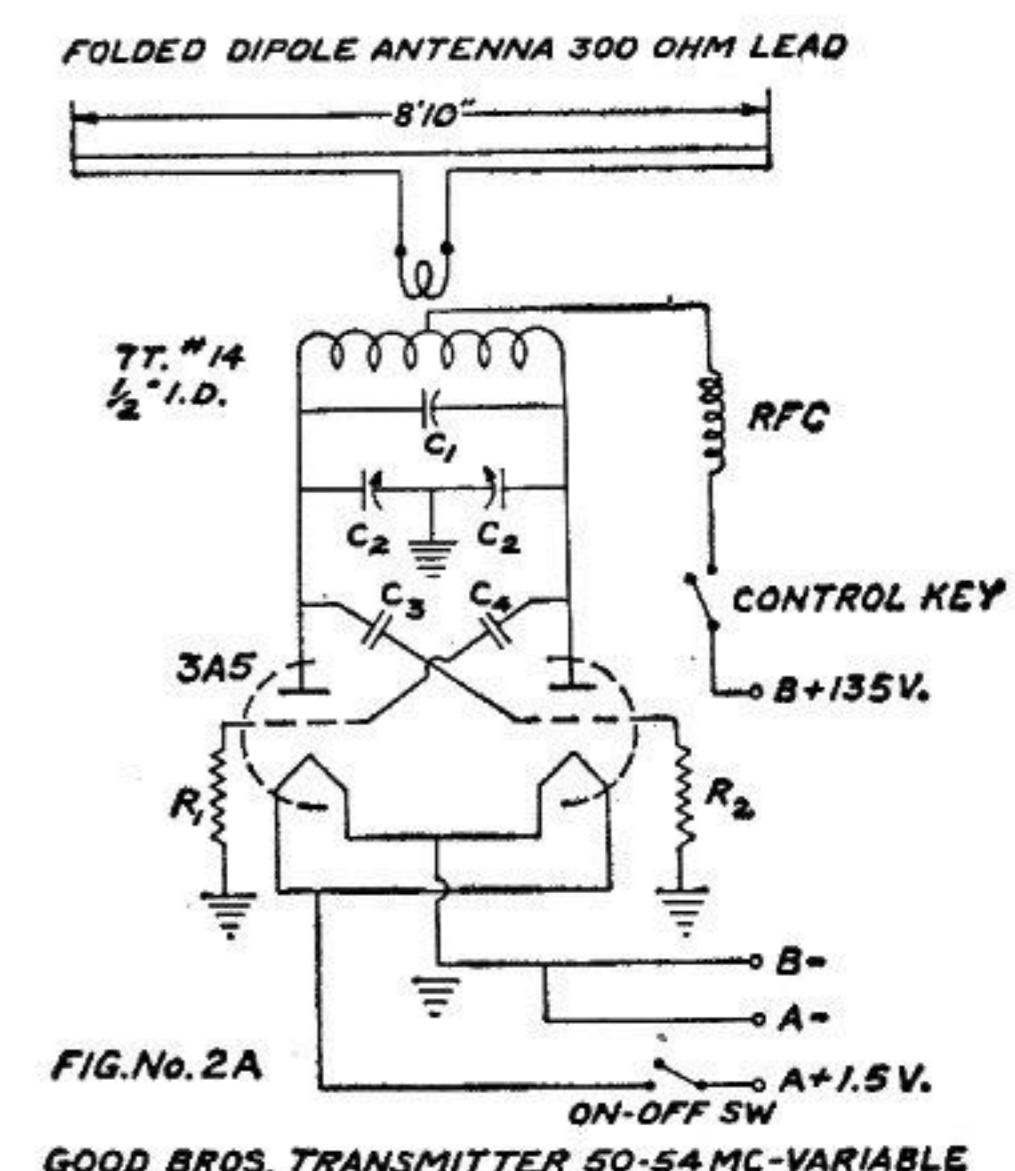 FOLDED DIPOLE ANTENNA 300 OHM LEAD
8'10"
7T. #14
½" I.D.
RFC
C1
C2
C2
CONTROL KEY
C3
C4
3A5
B+135V.
R1
R2
B-
A-
FIG.No.2A
A+1.5V.
ON-OFF SW
GOOD BROS. TRANSMITTER 50-54 MC-VARIABLE